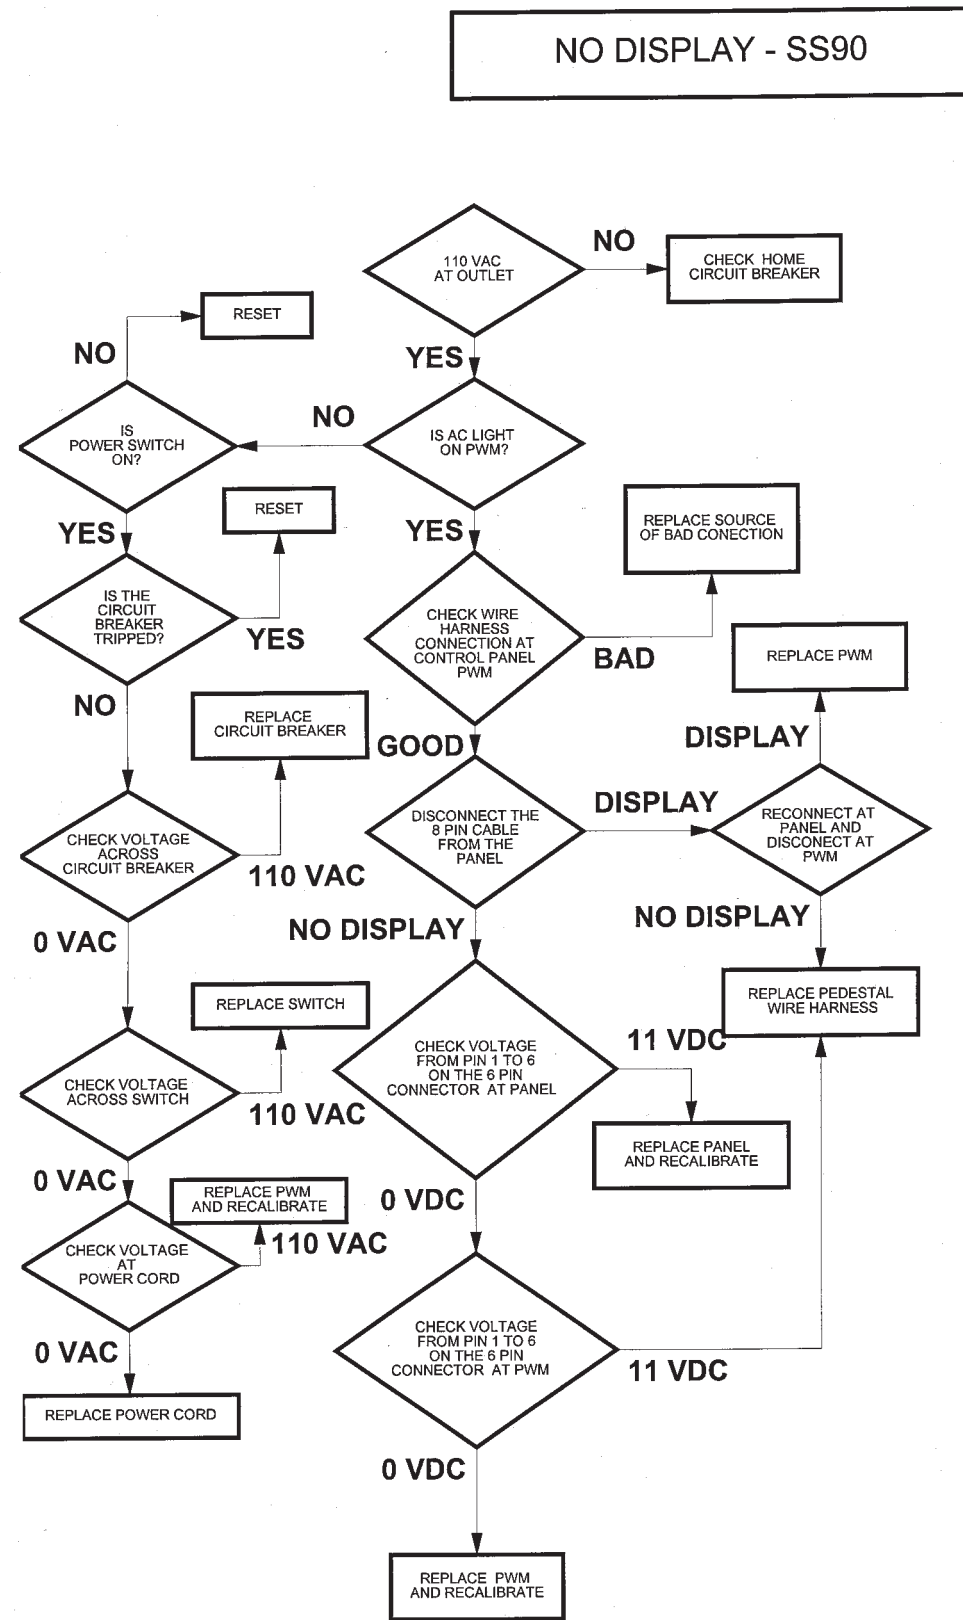 NO DISPLAY - SS90
110 VAC
AT OUTLET
NO
CHECK HOME
CIRCUIT BREAKER
RESET
NO
YES
IS
POWER SWITCH
ON?
NO
IS AC LIGHT
ON PWM?
YES
RESET
YES
REPLACE SOURCE
OF BAD CONECTION
IS THE
CIRCUIT
BREAKER
TRIPPED?
YES
CHECK WIRE
HARNESS
CONNECTION AT
CONTROL PANEL
PWM
BAD
REPLACE PWM
NO
REPLACE
CIRCUIT BREAKER
GOOD
DISPLAY
CHECK VOLTAGE
ACROSS
CIRCUIT BREAKER
110 VAC
DISCONNECT THE
8 PIN CABLE
FROM THE
PANEL
DISPLAY
RECONNECT AT
PANEL AND
DISCONECT AT
PWM
0 VAC
NO DISPLAY
NO DISPLAY
REPLACE SWITCH
REPLACE PEDESTAL
WIRE HARNESS
CHECK VOLTAGE
ACROSS SWITCH
110 VAC
CHECK VOLTAGE
FROM PIN 1 TO 6
ON THE 6 PIN
CONNECTOR AT PANEL
11 VDC
REPLACE PANEL
AND RECALIBRATE
0 VAC
REPLACE PWM
AND RECALIBRATE
0 VDC
CHECK VOLTAGE
AT
POWER CORD
110 VAC
0 VAC
REPLACE POWER CORD
CHECK VOLTAGE
FROM PIN 1 TO 6
ON THE 6 PIN
CONNECTOR AT PWM
11 VDC
0 VDC
REPLACE PWM
AND RECALIBRATE